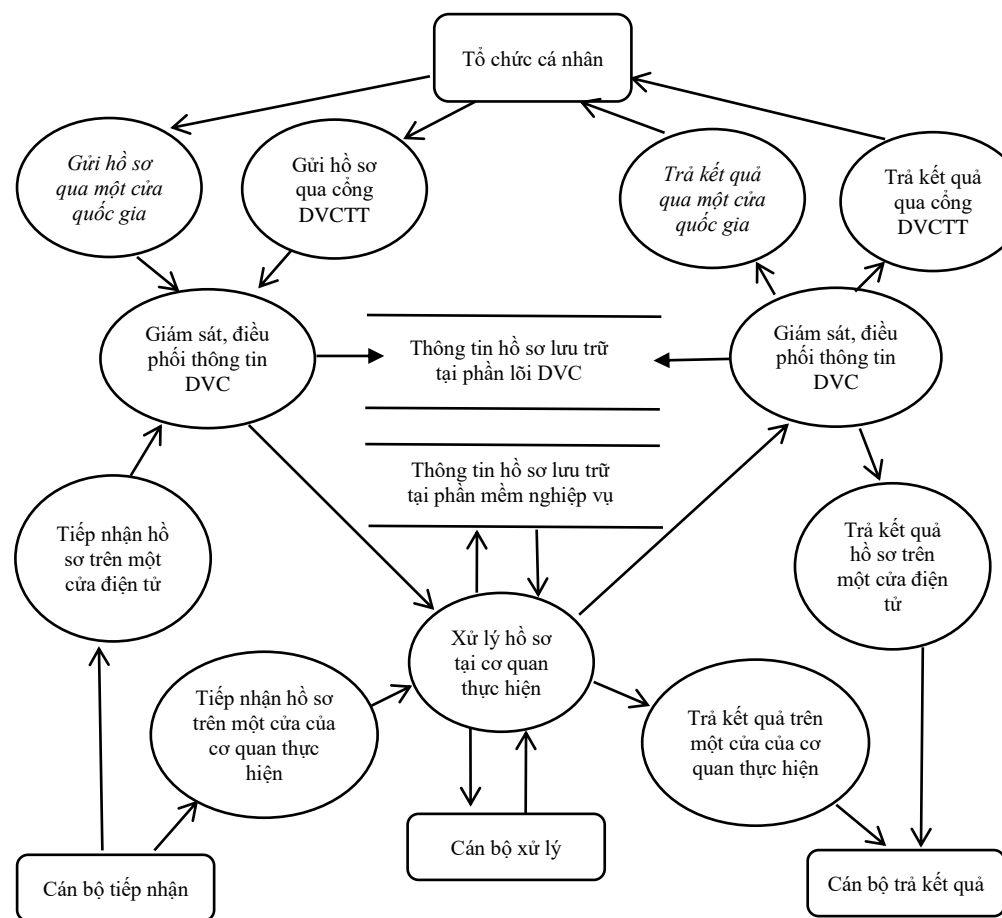 Tổ chức cá nhân
Gửi hồ sơ
qua một cửa
quốc gia
Gửi hồ sơ
qua cổng
DVCTT
Trả kết quả
qua một cửa
quốc gia
Trả kết quả
qua cổng
DVCTT
Giám sát, điều
phối thông tin
DVC
Thông tin hồ sơ lưu trữ
tại phần lõi DVC
Giám sát, điều
phối thông tin
DVC
Thông tin hồ sơ lưu trữ
tại phần mềm nghiệp vụ
Tiếp nhận hồ
sơ trên một
cửa điện tử
Trả kết quả
hồ sơ trên
một cửa điện
tử
Xử lý hồ sơ
tại cơ quan
thực hiện
Tiếp nhận hồ sơ
trên một cửa của
cơ quan thực
hiện
Trả kết quả trên
một cửa của cơ
quan thực hiện
Cán bộ tiếp nhận
Cán bộ xử lý
Cán bộ trả kết quả